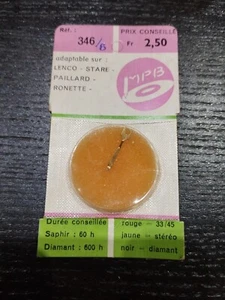 Réf. :
346/B
PRIX CONSEILLÉ
Fr 2,50
adaptable sur :
LENCO - STARE -
PAILLARD -
RONETTE -
MPB
Durée conseillée
Saphir : 60 h
Diamant : 600 h
rouge - 33/45
jaune - stéréo
noir - diamant